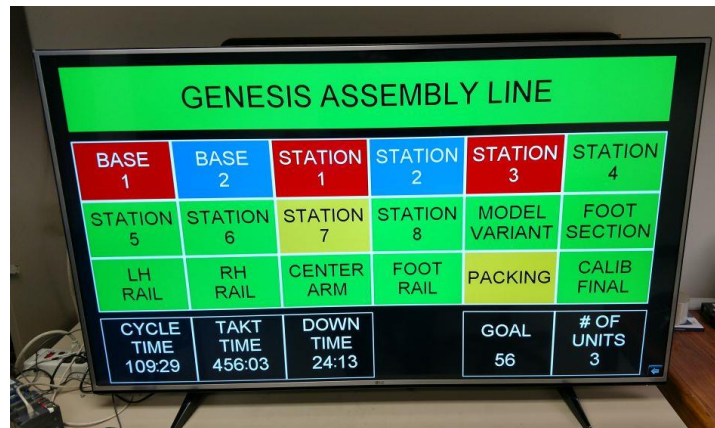 GENESIS ASSEMBLY LINE
BASE
1
BASE
2
STATION
1
STATION
2
STATION
3
STATION
4
STATION
5
STATION
6
STATION
7
STATION
8
MODEL
VARIANT
FOOT
SECTION
LH
RAIL
RH
RAIL
CENTER
ARM
FOOT
RAIL
PACKING
CALIB
FINAL
CYCLE
TIME
109:29
TAKT
TIME
456:03
DOWN
TIME
24:13
GOAL
56
# OF
UNITS
3
LG